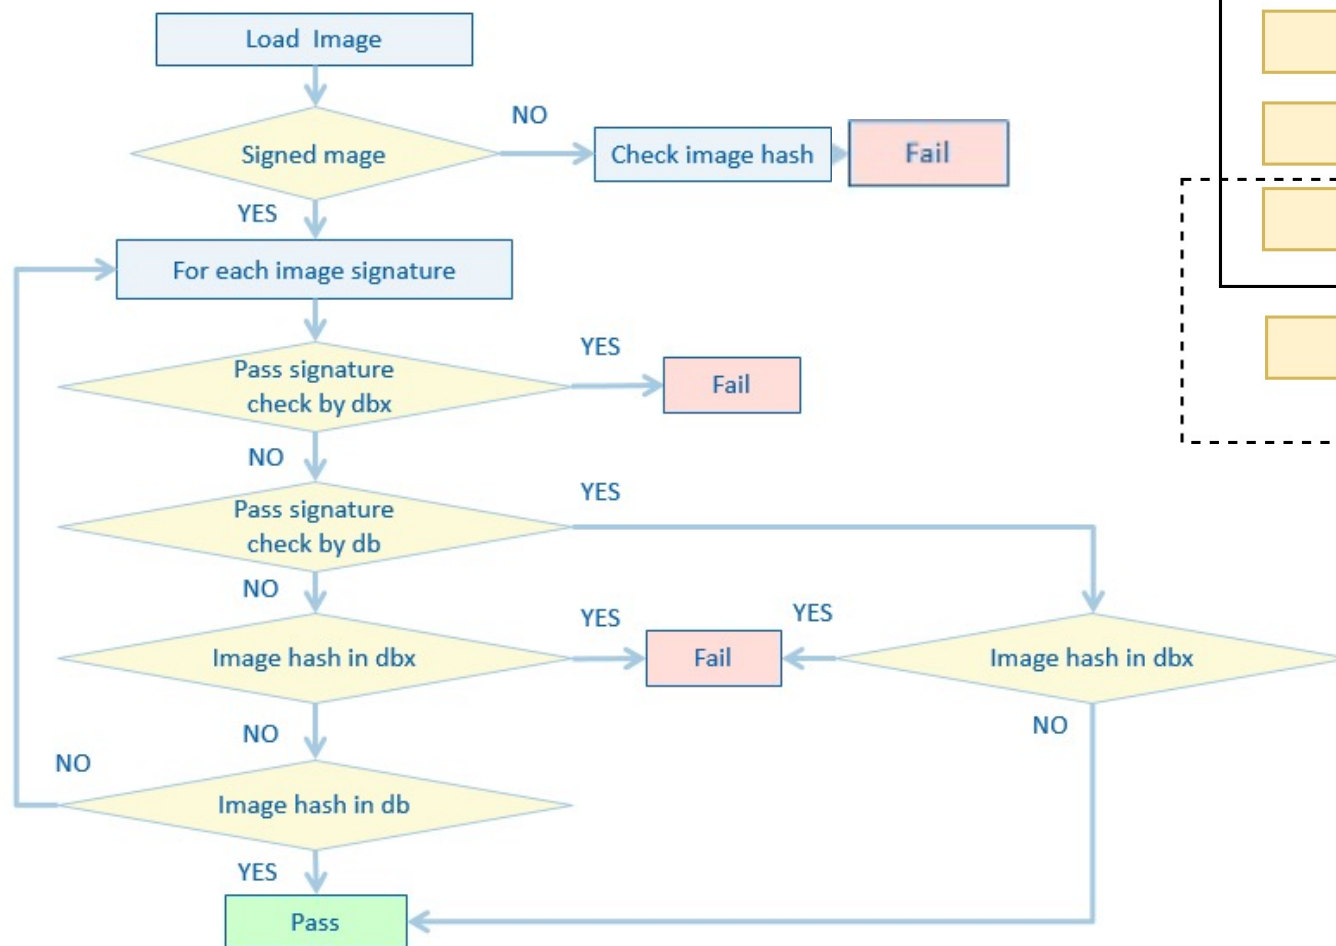 Load Image
NO
Signed mage
Check image hash
Fail
YES
For each image signature
YES
Pass signature
check by dbx
Fail
NO
YES
Pass signature
check by db
NO
YES
YES
Image hash in dbx
Fail
Image hash in dbx
NO
NO
NO
Image hash in db
YES
Pass